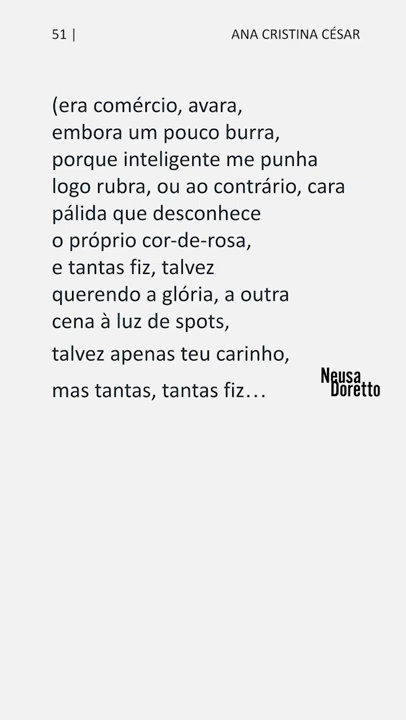 51 | ANA CRISTINA CÉSAR
(era comércio, avara,
embora um pouco burra,
porque inteligente me punha
logo rubra, ou ao contrário, cara
pálida que desconhece
o próprio cor-de-rosa,
e tantas fiz, talvez
querendo a glória, a outra
cena à luz de spots,
talvez apenas teu carinho,
mas tantas, tantas fiz...
Neusa
Doretto